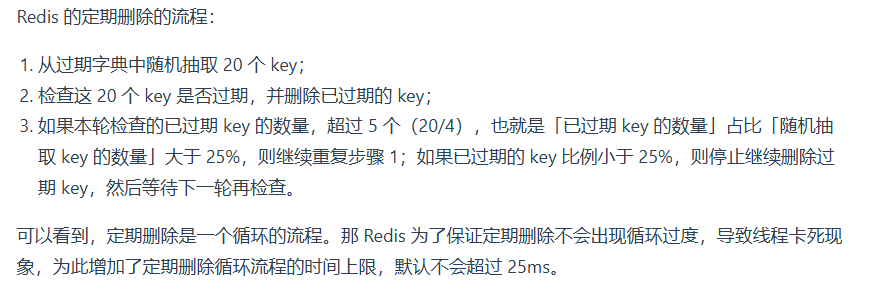 Redis 的定期删除的流程：
1. 从过期字典中随机抽取 20 个 key；
2. 检查这 20 个 key 是否过期，并删除已过期的 key；
3. 如果本轮检查的已过期 key 的数量，超过 5 个（20/4），也就是「已过期 key 的数量」占比「随机抽
取 key 的数量」大于 25%，则继续重复步骤 1；如果已过期的 key 比例小于 25%，则停止继续删除过
期 key，然后等待下一轮再检查。
可以看到，定期删除是一个循环的流程。那 Redis 为了保证定期删除不会出现循环过度，导致线程卡死现
象，为此增加了定期删除循环流程的时间上限，默认不会超过 25ms。